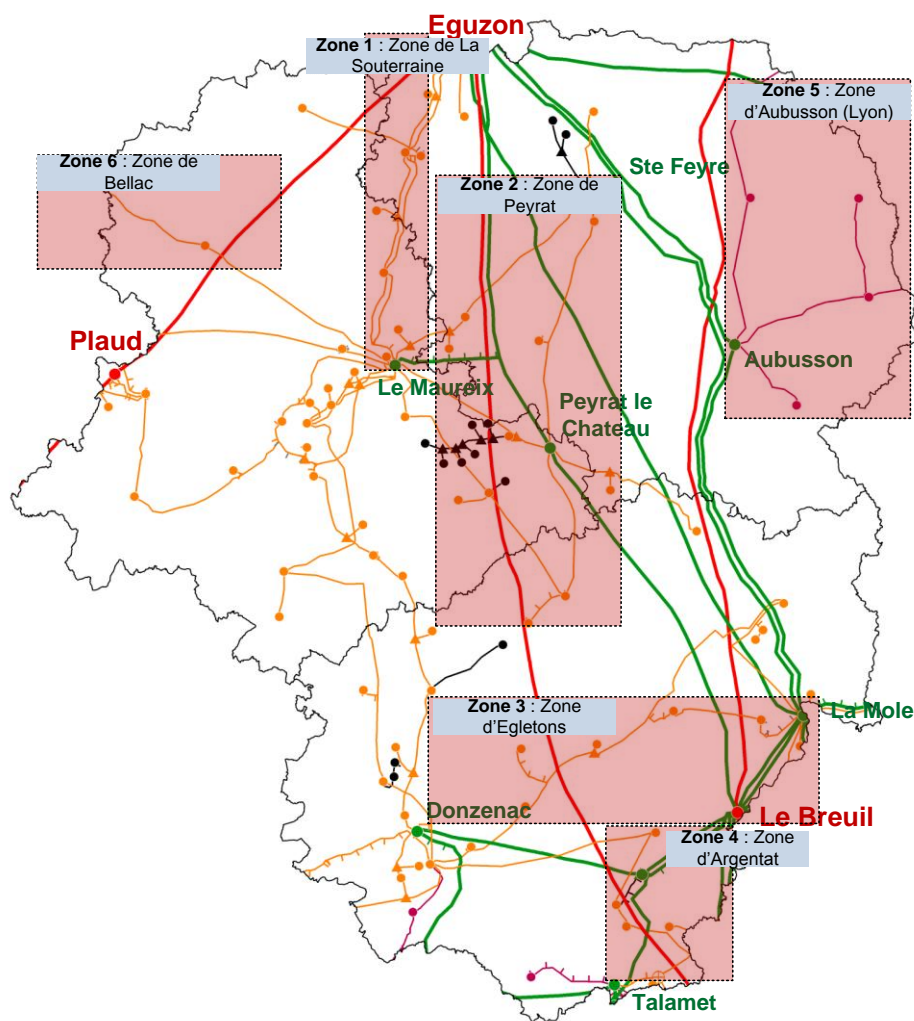 Eguzon
Zone 1 : Zone de La
Souterraine
Zone 5 : Zone
d'Aubusson (Lyon)
Zone 6 : Zone de
Bellac
Ste Feyre
Zone 2 : Zone de
Peyrat
Plaud
Aubusson
Le Maureix
Peyrat le
Chateau
Zone 3 : Zone
d'Egletons
La Mole
Donzenac
Le Breuil
Zone 4 : Zone
d'Argentat
Talamet